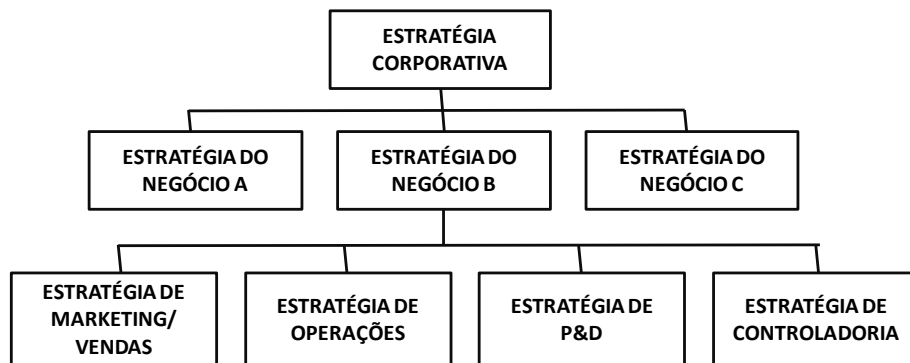 ESTRATÉGIA
CORPORATIVA
ESTRATÉGIA DO
NEGÓCIO A
ESTRATÉGIA DO
NEGÓCIO B
ESTRATÉGIA DO
NEGÓCIO C
ESTRATÉGIA DE
MARKETING/
VENDAS
ESTRATÉGIA DE
OPERAÇÕES
ESTRATÉGIA DE
P&D
ESTRATÉGIA DE
CONTROLADORIA